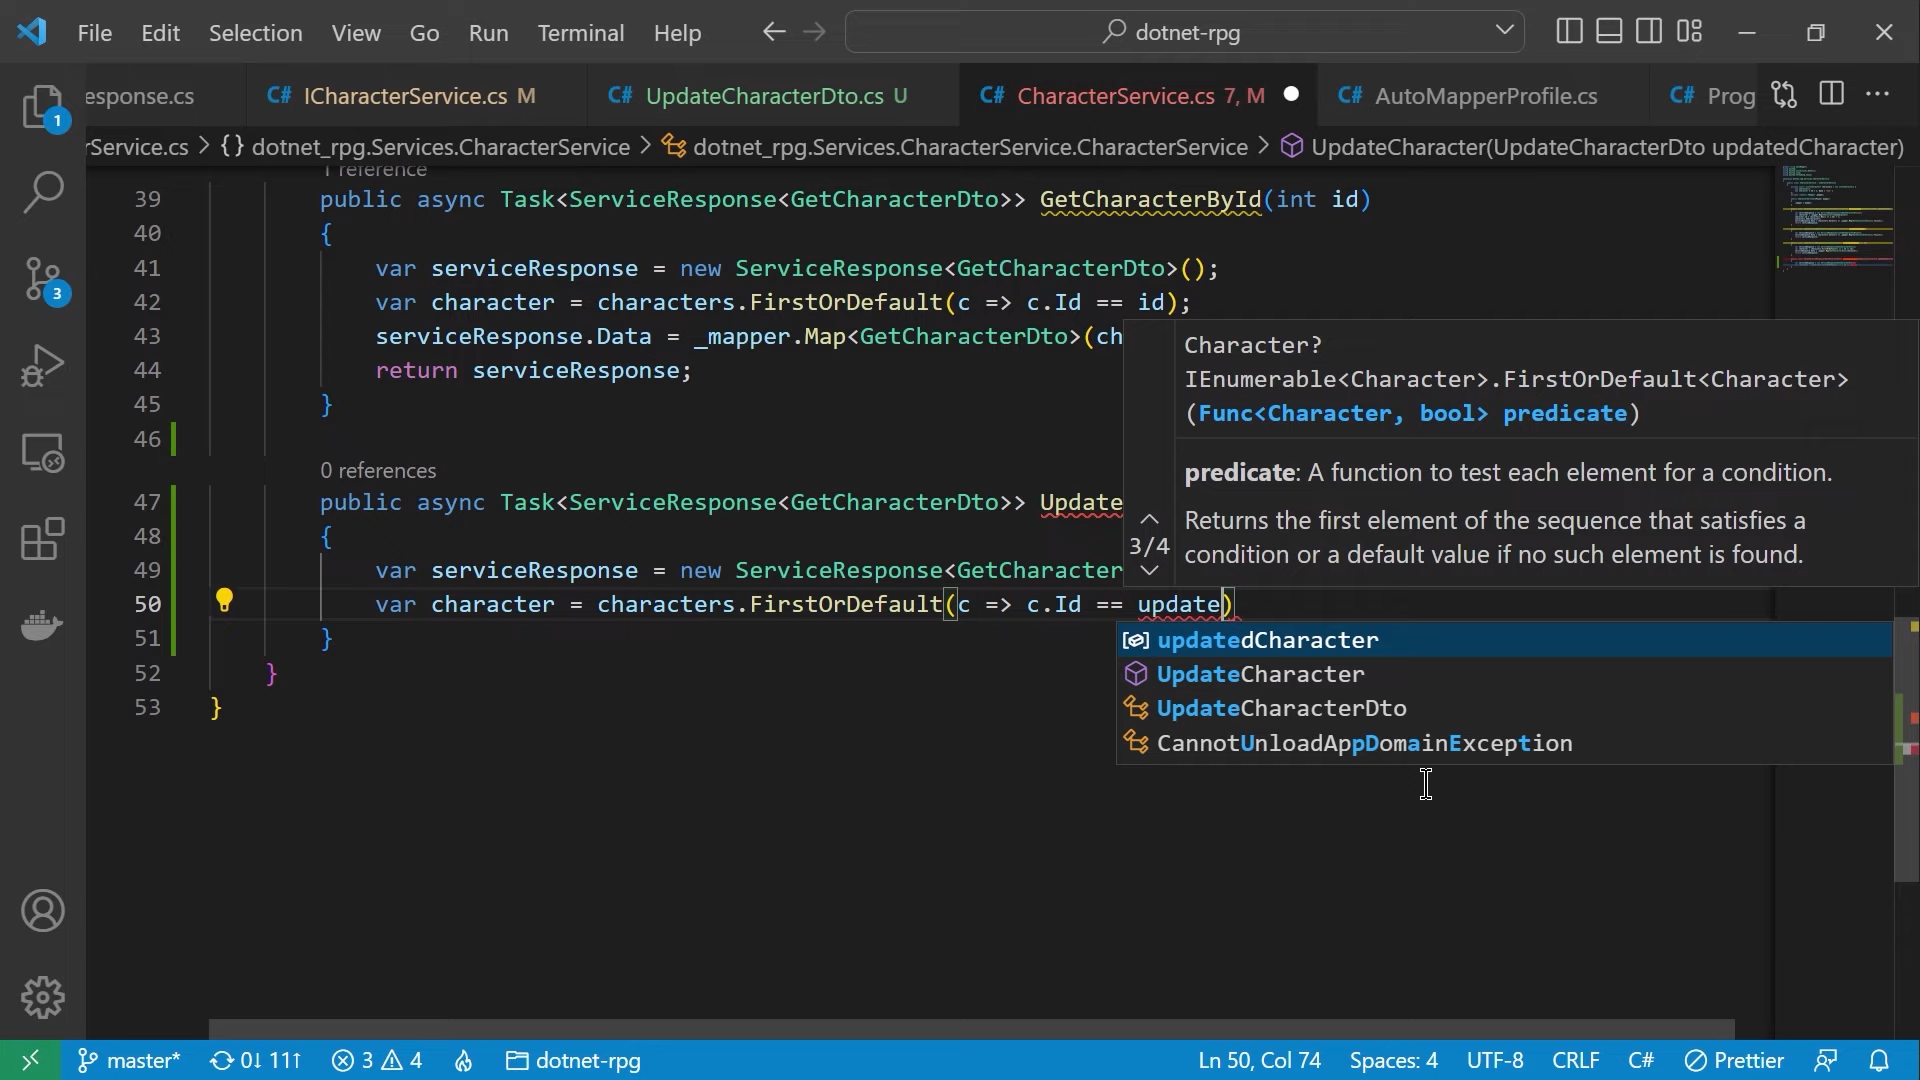 File Edit Selection View Go Run Terminal Help dotnet-rpg
esponse.cs C# ICharacterService.cs M C# UpdateCharacterDto.cs U C# CharacterService.cs 7, M C# AutoMapperProfile.cs C# Prog
rService.cs > {} dotnet_rpg.Services.CharacterService > dotnet_rpg.Services.CharacterService.CharacterService > UpdateCharacter(UpdateCharacterDto updatedCharacter)
1 reference
39 public async Task<ServiceResponse<GetCharacterDto>> GetCharacterById(int id)
40 {
41 var serviceResponse = new ServiceResponse<GetCharacterDto>();
42 var character = characters.FirstOrDefault(c => c.Id == id);
43 serviceResponse.Data = _mapper.Map<GetCharacterDto>(ch
44 return serviceResponse;
45 }
46
0 references
47 public async Task<ServiceResponse<GetCharacterDto>> Update
48 {
49 var serviceResponse = new ServiceResponse<GetCharacter
50 var character = characters.FirstOrDefault(c => c.Id == update)
51 }
52 }
53 }
Character?
IEnumerable<Character>.FirstOrDefault<Character>
(Func<Character, bool> predicate)
predicate: A function to test each element for a condition.
3/4
Returns the first element of the sequence that satisfies a
condition or a default value if no such element is found.
updatedCharacter
UpdateCharacter
UpdateCharacterDto
CannotUnloadAppDomainException
1
3
master* 0↓ 11↑ 3 4 dotnet-rpg Ln 50, Col 74 Spaces: 4 UTF-8 CRLF C# Prettier